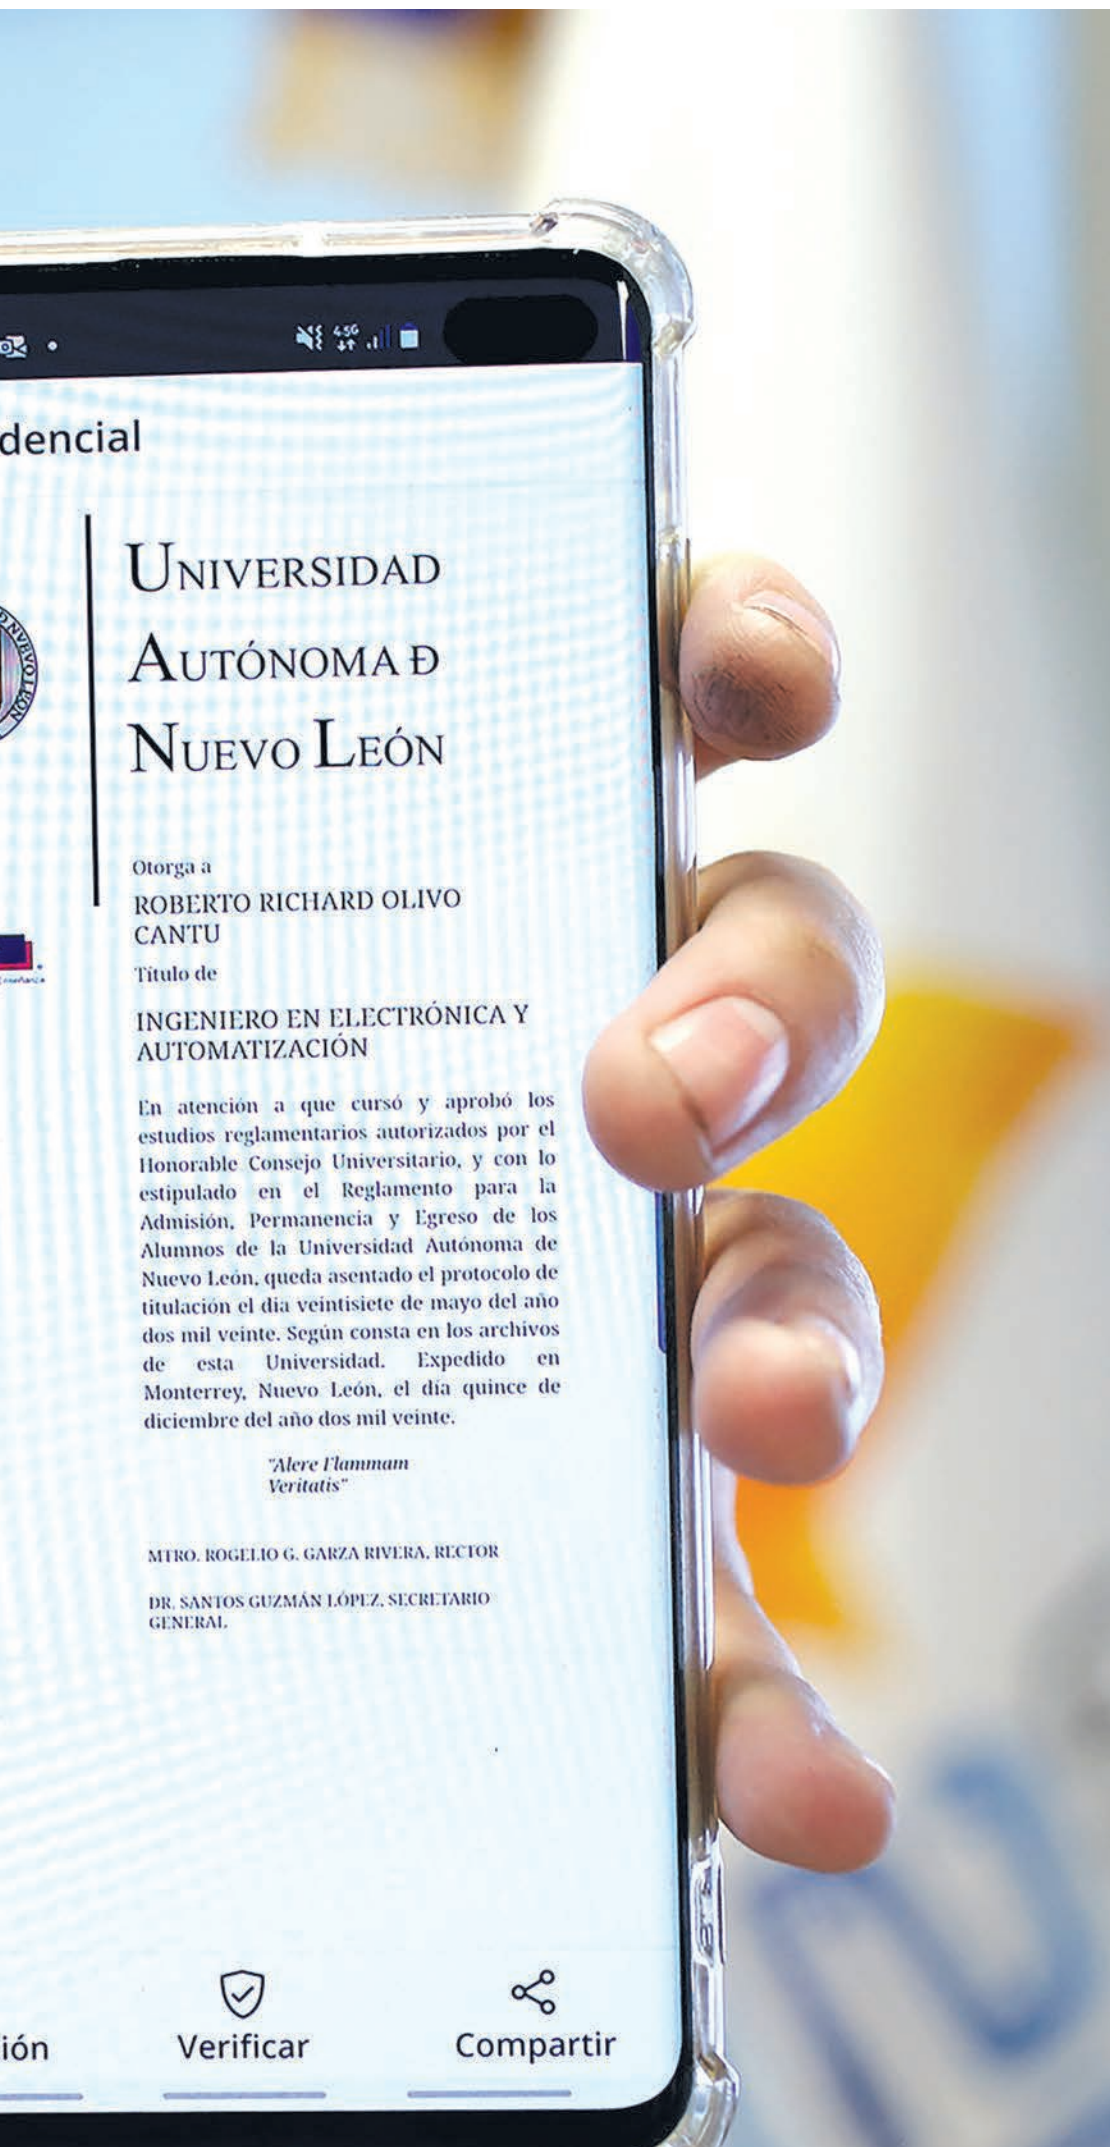 4.5G
dencial
UNIVERSIDAD
AUTÓNOMA Đ
NUEVO LEÓN
NUEVO LEÓN
Otorga a
ROBERTO RICHARD OLIVO
CANTU
Título de
INGENIERO EN ELECTRÓNICA Y
AUTOMATIZACIÓN
En atención a que cursó y aprobó los
estudios reglamentarios autorizados por el
Honorable Consejo Universitario, y con lo
estipulado en el Reglamento para la
Admisión, Permanencia y Egreso de los
Alumnos de la Universidad Autónoma de
Nuevo León, queda asentado el protocolo de
titulación el día veintisiete de mayo del año
dos mil veinte. Según consta en los archivos
de esta Universidad. Expedido en
Monterrey, Nuevo León, el día quince de
diciembre del año dos mil veinte.
"Alere Flammam
Veritatis"
MTRO. ROGELIO G. GARZA RIVERA, RECTOR
DR. SANTOS GUZMÁN LÓPEZ, SECRETARIO
GENERAL
ión
Verificar
Compartir